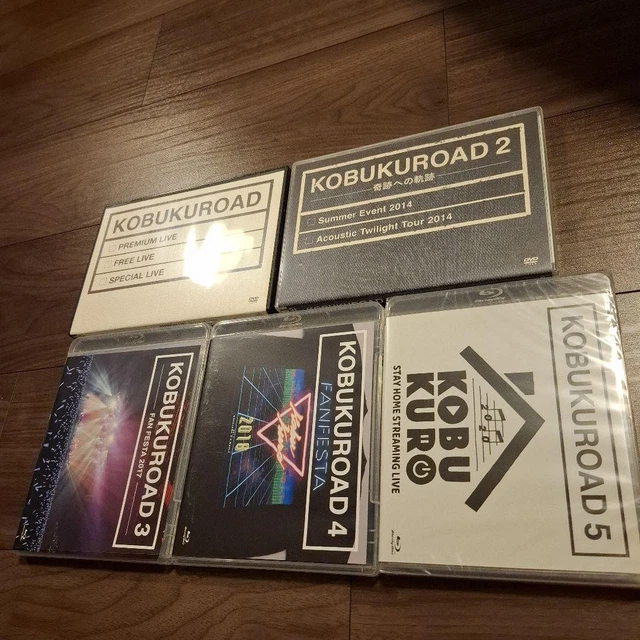 KOBUKUROAD
PREMIUM LIVE
FREE LIVE
SPECIAL LIVE
DVD
KOBUKUROAD 2
奇跡への軌跡
Summer Event 2014
Acoustic Twilight Tour 2014
DVD
KOBUKUROAD 3
FAN FESTA 2017
KOBUKUROAD 4
FANFESTA
2018
KOBUKUROAD 5
2020
KOBU
KURO
STAY HOME STREAMING LIVE